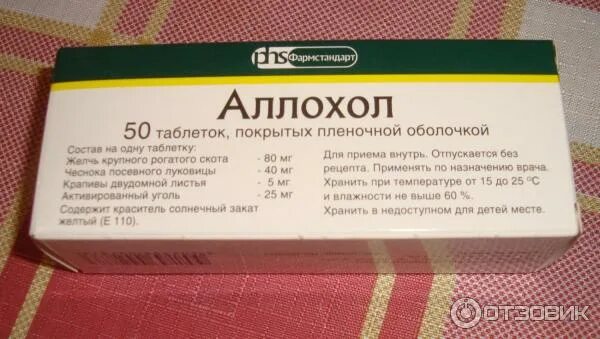 phs Фармстандарт
Аллохол
50 таблеток, покрытых пленочной оболочкой
Состав на одну таблетку:
Желчь крупного рогатого скота - 80 мг
Чеснока посевного луковицы - 40 мг
Крапивы двудомной листья - 5 мг
Активированный уголь - 25 мг
Содержит краситель солнечный закат
желтый (Е 110).
Для приема внутрь. Отпускается без
рецепта. Применять по назначению врача.
Хранить при температуре от 15 до 25 °С
и влажности не выше 60 %.
Хранить в недоступном для детей месте.
ОТЗОВИК